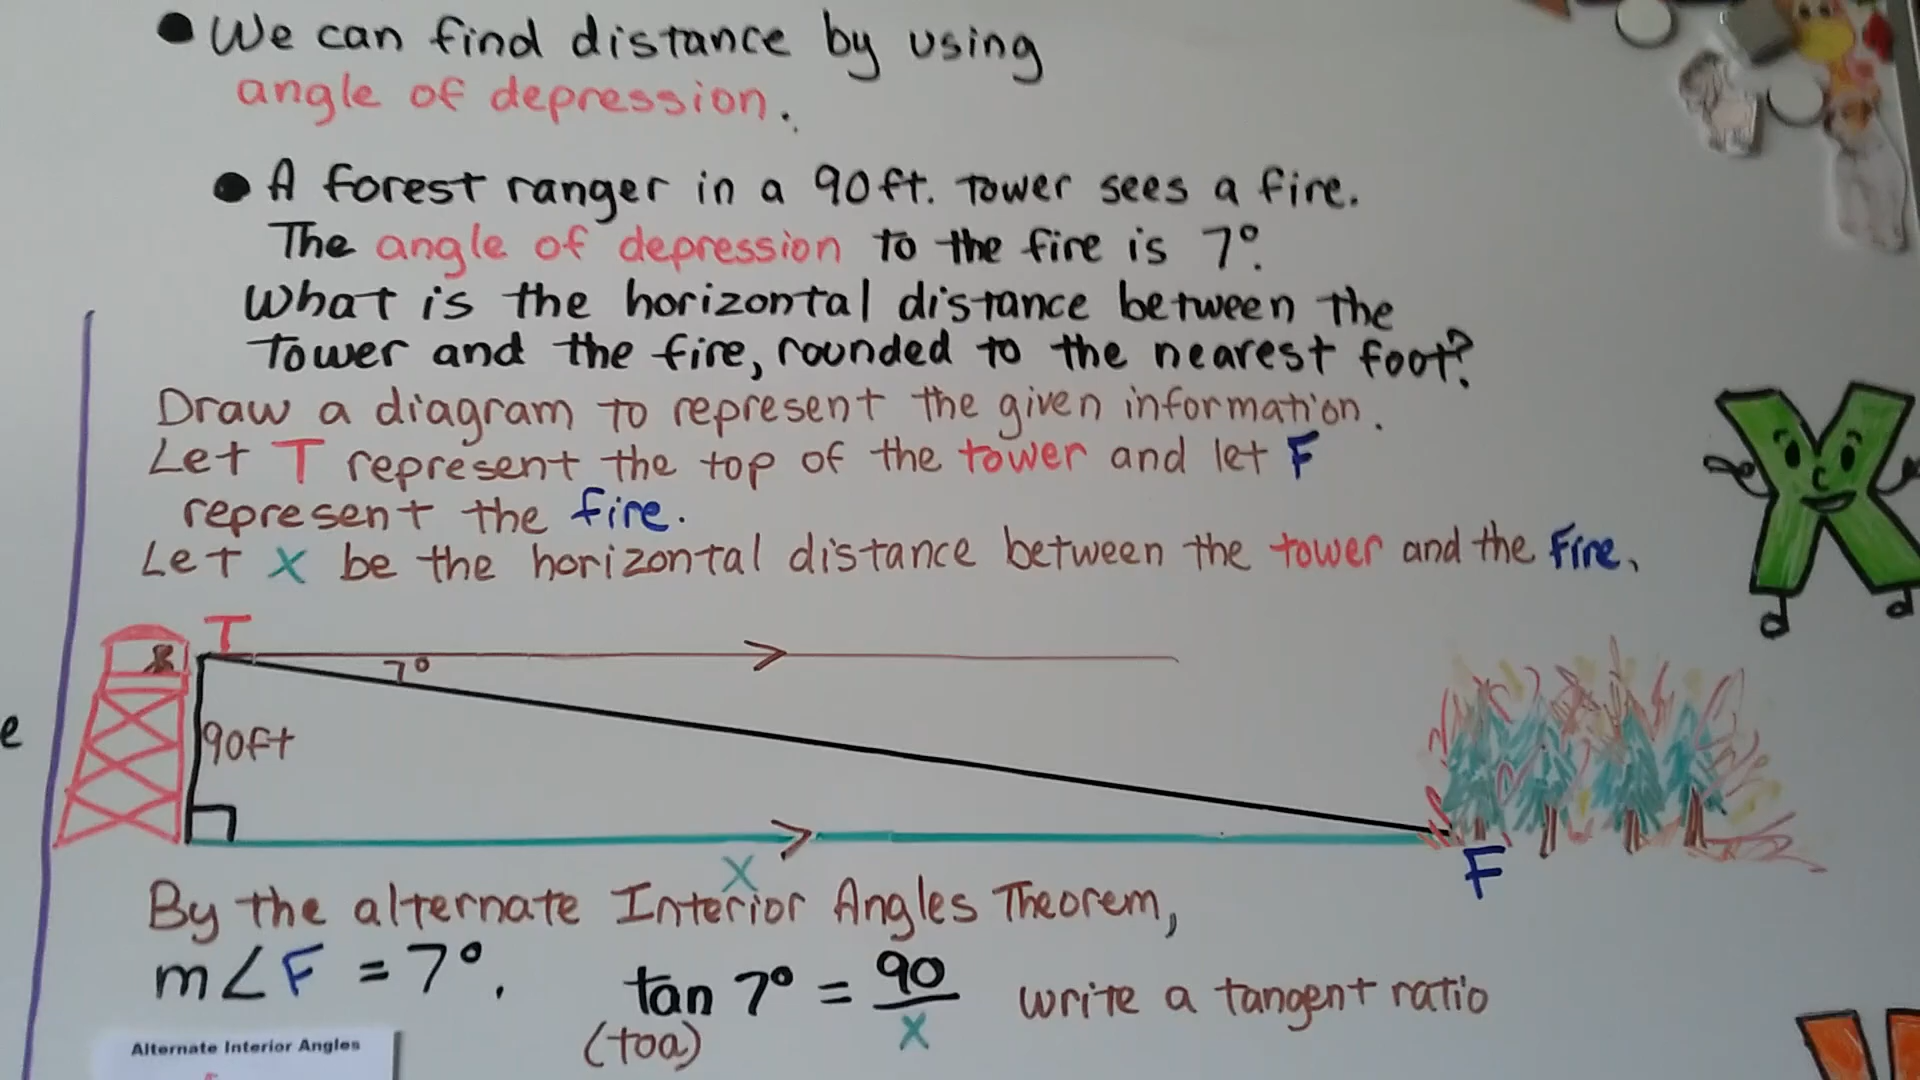 • We can find distance by using
angle of depression.
• A forest ranger in a 90ft. tower sees a fire.
The angle of depression to the fire is 7°.
What is the horizontal distance between the
tower and the fire, rounded to the nearest foot?
Draw a diagram to represent the given information.
Let T represent the top of the tower and let F
represent the fire.
Let x be the horizontal distance between the tower and the fire.
T
7°
e
90ft
x
F
By the alternate Interior Angles Theorem,
m∠F = 7°.
tan 7° = 90/x write a tangent ratio
(toa)
Alternate Interior Angles